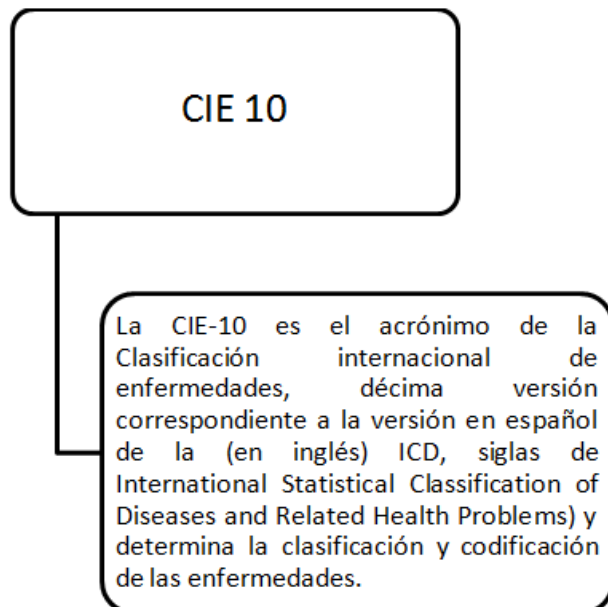 CIE 10
La CIE-10 es el acrónimo de la
Clasificación internacional de
enfermedades, décima versión
correspondiente a la versión en español
de la (en inglés) ICD, siglas de
International Statistical Classification of
Diseases and Related Health Problems) y
determina la clasificación y codificación
de las enfermedades.